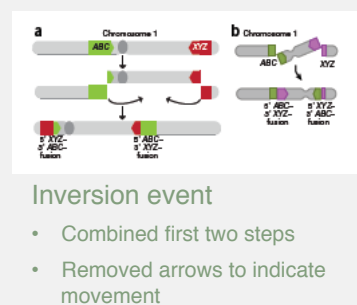 a
Chromosome 1
ABC
XYZ
5′ XYZ–
3′ ABC–
fusion
5′ ABC–
3′ XYZ–
fusion
b
Chromosome 1
ABC
XYZ
5′ ABC–
3′ XYZ–
fusion
5′ XYZ–
3′ ABC–
fusion
Inversion event
• Combined first two steps
• Removed arrows to indicate
movement